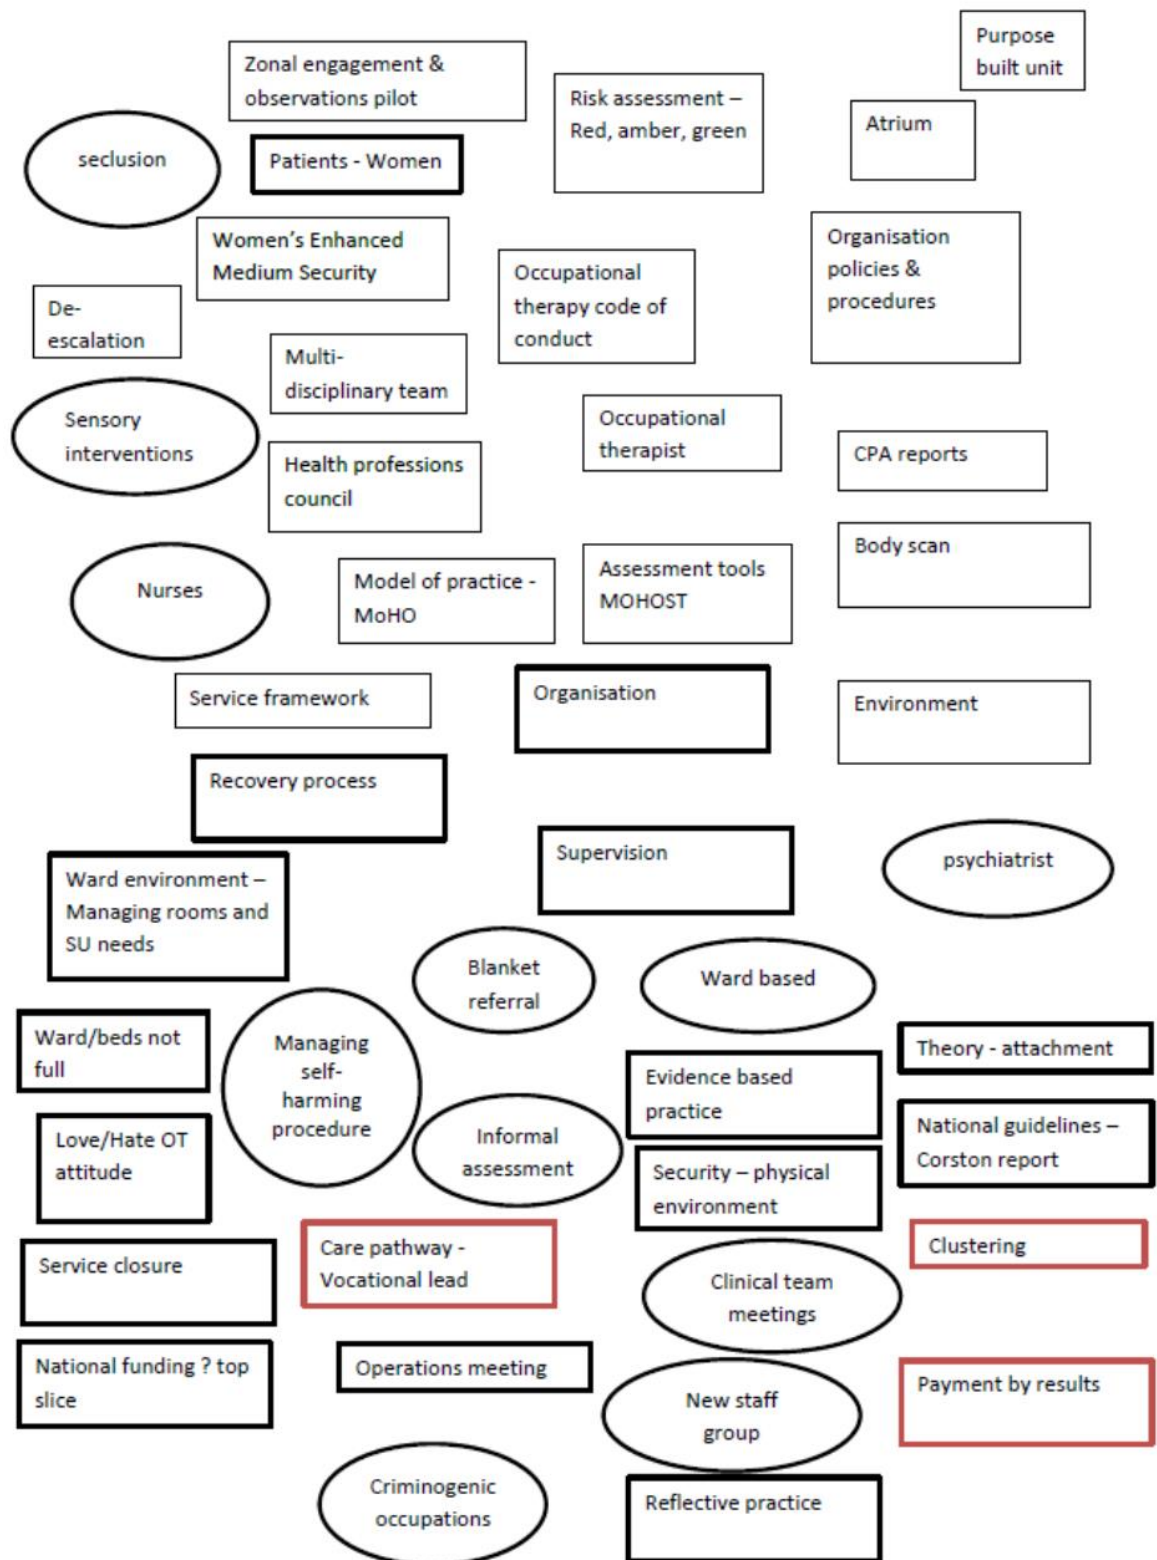 Purpose
built unit
Zonal engagement &
observations pilot
Risk assessment –
Red, amber, green
Atrium
seclusion
Patients - Women
Women's Enhanced
Medium Security
Organisation
policies &
procedures
Occupational
therapy code of
conduct
De-
escalation
Multi-
disciplinary team
Sensory
interventions
Occupational
therapist
CPA reports
Health professions
council
Body scan
Nurses
Model of practice -
MoHO
Assessment tools
MOHOST
Service framework
Organisation
Environment
Recovery process
Supervision
psychiatrist
Ward environment –
Managing rooms and
SU needs
Blanket
referral
Ward based
Ward/beds not
full
Managing
self-
harming
procedure
Theory - attachment
Evidence based
practice
Love/Hate OT
attitude
Informal
assessment
National guidelines –
Corston report
Security – physical
environment
Care pathway -
Vocational lead
Clustering
Service closure
Clinical team
meetings
National funding ? top
slice
Operations meeting
New staff
group
Payment by results
Criminogenic
occupations
Reflective practice